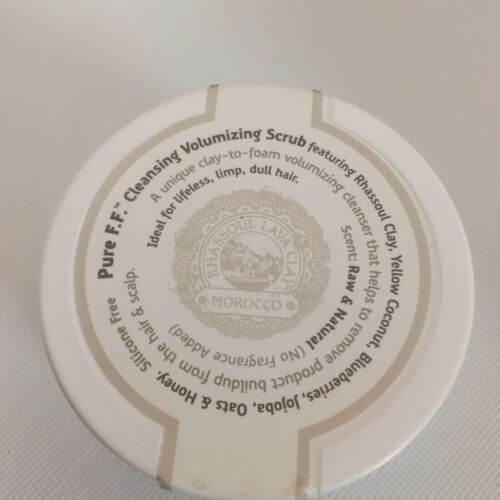 Pure F.F.™ Cleansing Volumizing Scrub featuring Rhassoul Clay, Yellow Coconut, Blueberries, Jojoba, Oats & Honey. Silicone Free
A unique clay-to-foam volumizing cleanser that helps to remove product buildup from the hair & scalp.
Ideal for lifeless, limp, dull hair.
Scent: Raw & Natural (No Fragrance Added)
RHASSOUL LAVA CLAY
MOROCCO